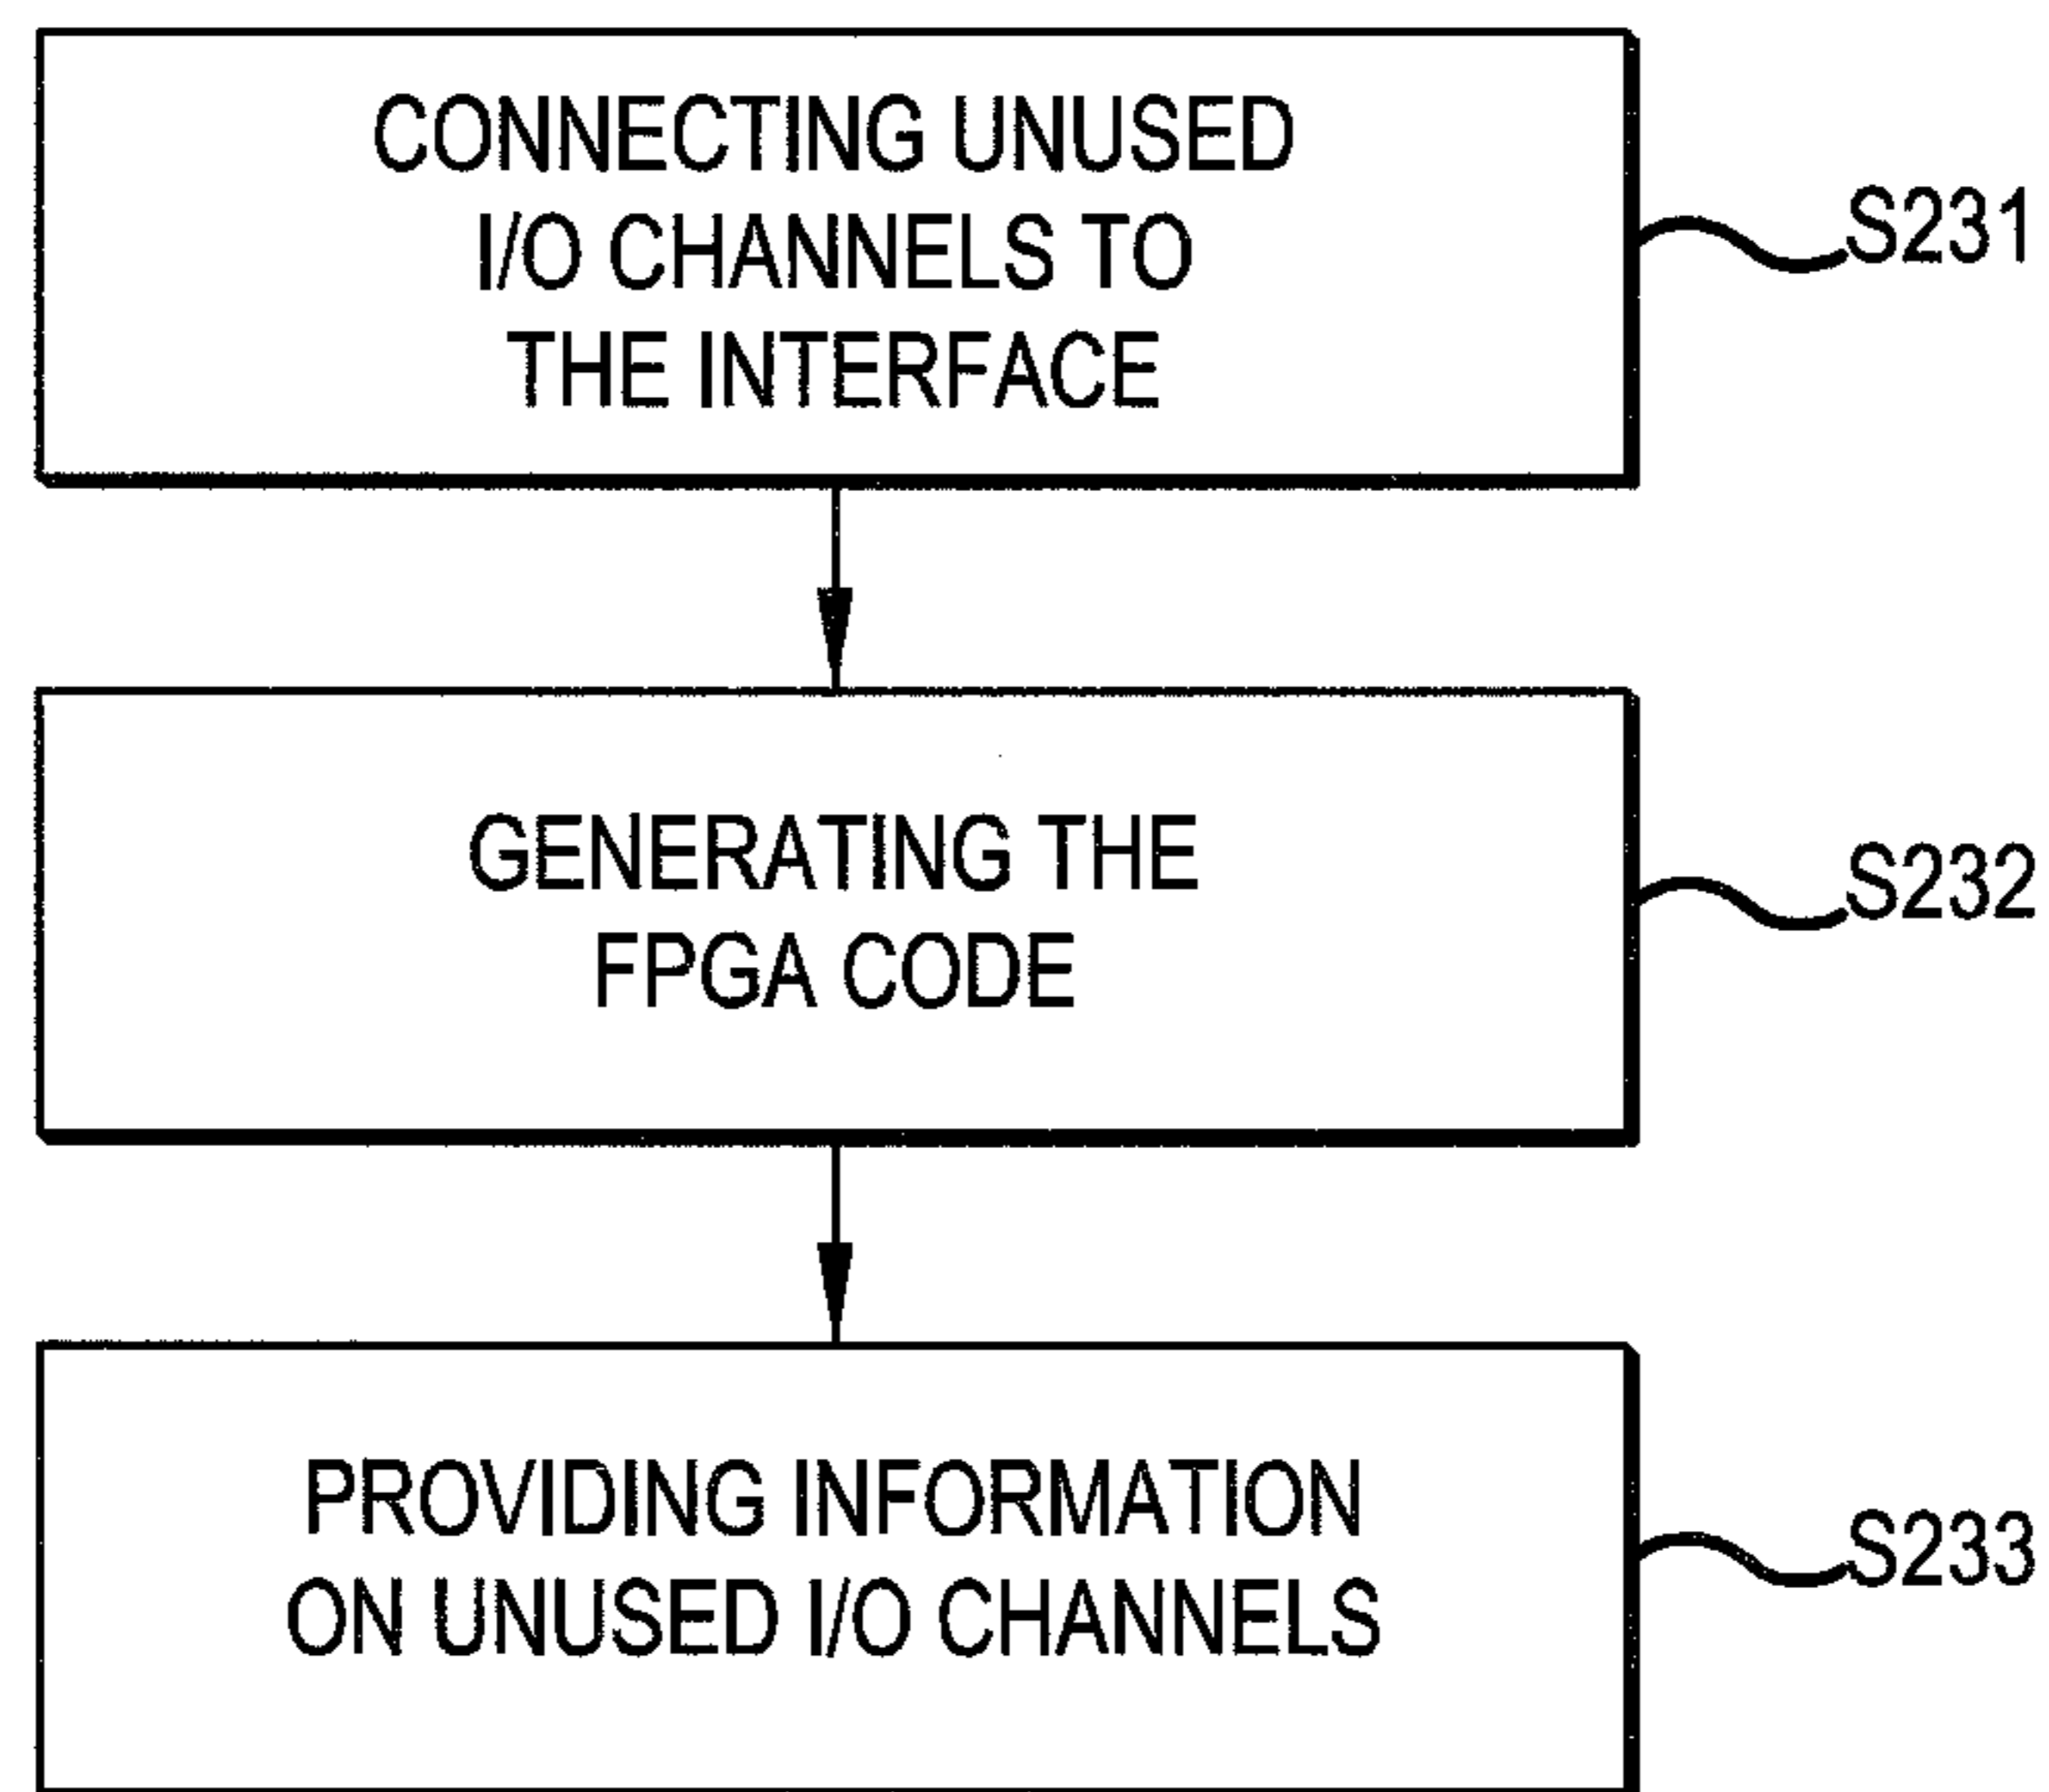 CONNECTING UNUSED
I/O CHANNELS TO
THE INTERFACE
S231
GENERATING THE
FPGA CODE
S232
PROVIDING INFORMATION
ON UNUSED I/O CHANNELS
S233